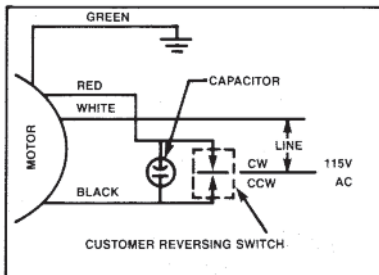 GREEN
RED
CAPACITOR
WHITE
MOTOR
LINE
CW
115V
CCW
AC
BLACK
CUSTOMER REVERSING SWITCH